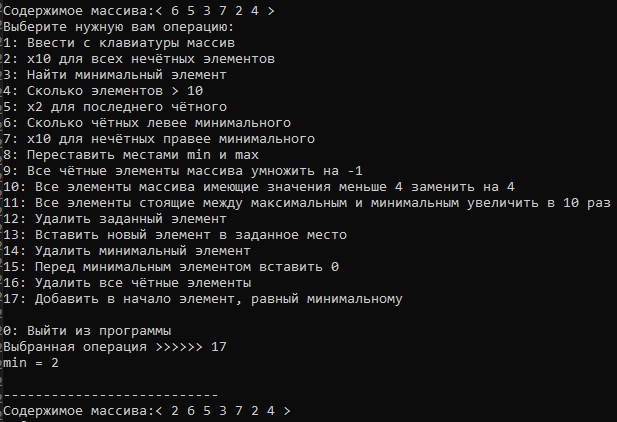 Содержимое массива:< 6 5 3 7 2 4 >
Выберите нужную вам операцию:
1: Ввести с клавиатуры массив
2: x10 для всех нечётных элементов
3: Найти минимальный элемент
4: Сколько элементов > 10
5: x2 для последнего чётного
6: Сколько чётных левее минимального
7: x10 для нечётных правее минимального
8: Переставить местами min и max
9: Все чётные элементы массива умножить на -1
10: Все элементы массива имеющие значения меньше 4 заменить на 4
11: Все элементы стоящие между максимальным и минимальным увеличить в 10 раз
12: Удалить заданный элемент
13: Вставить новый элемент в заданное место
14: Удалить минимальный элемент
15: Перед минимальным элементом вставить 0
16: Удалить все чётные элементы
17: Добавить в начало элемент, равный минимальному
0: Выйти из программы
Выбранная операция >>>>>> 17
min = 2
---------------------------
Содержимое массива:< 2 6 5 3 7 2 4 >